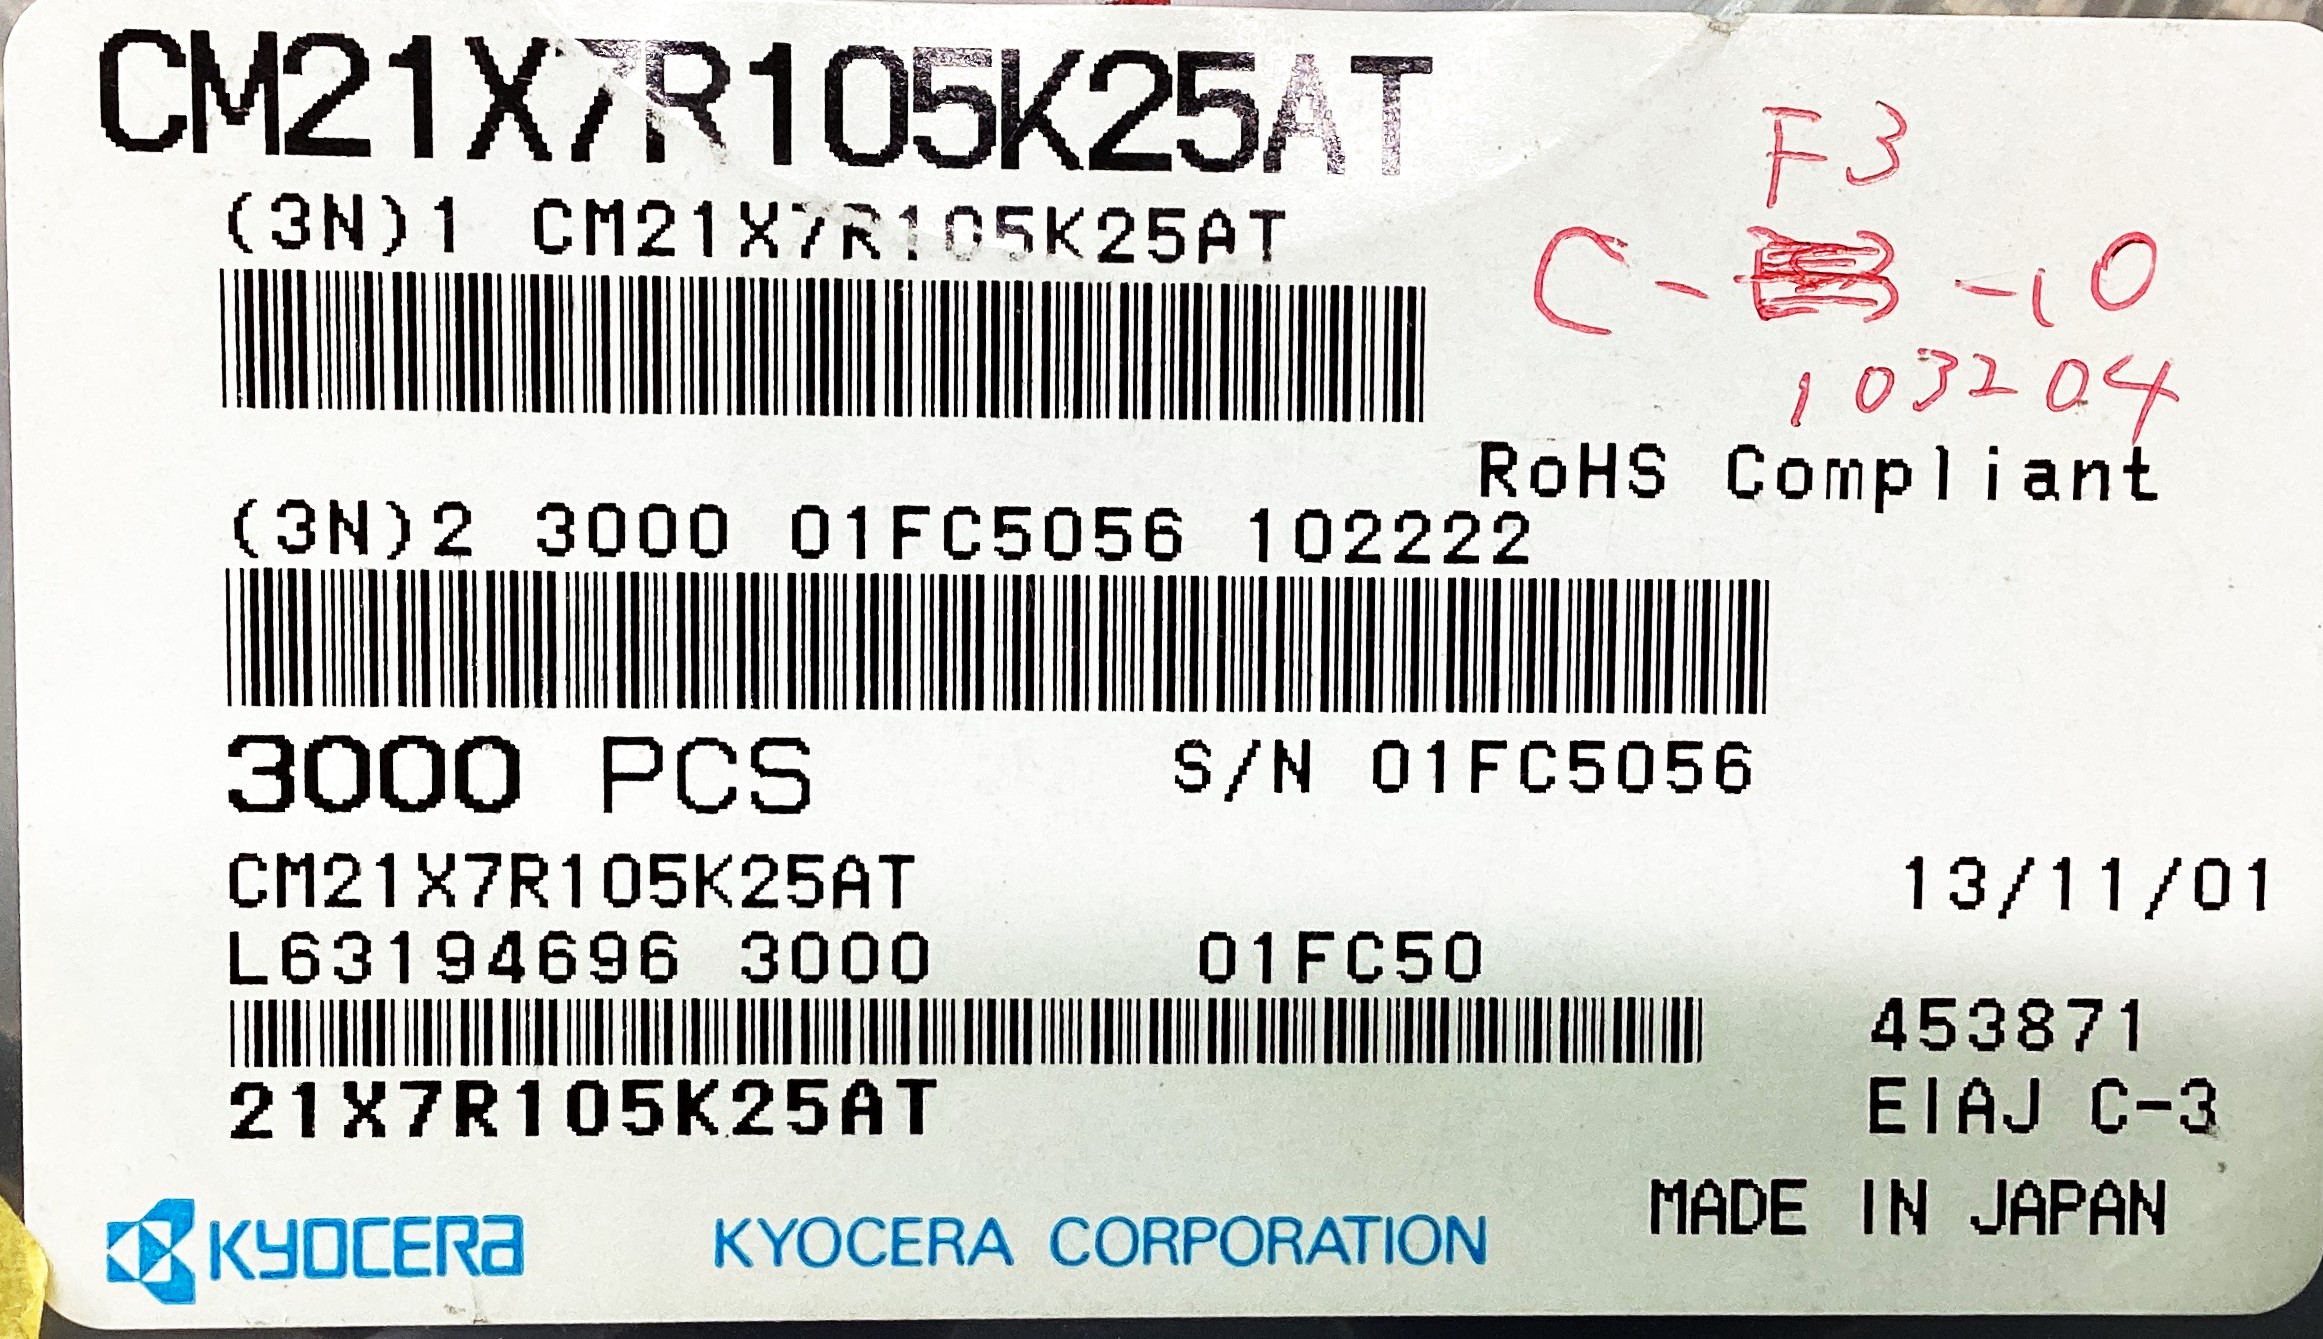 CM21X7R105K25AT
(3N)1 CM21X7R105K25AT
F3
C- -10
103204
RoHS Compliant
(3N)2 3000 01FC5056 102222
3000 PCS S/N 01FC5056
CM21X7R105K25AT 13/11/01
L63194696 3000 01FC50
453871
21X7R105K25AT EIAJ C-3
MADE IN JAPAN
KYOCERA KYOCERA CORPORATION